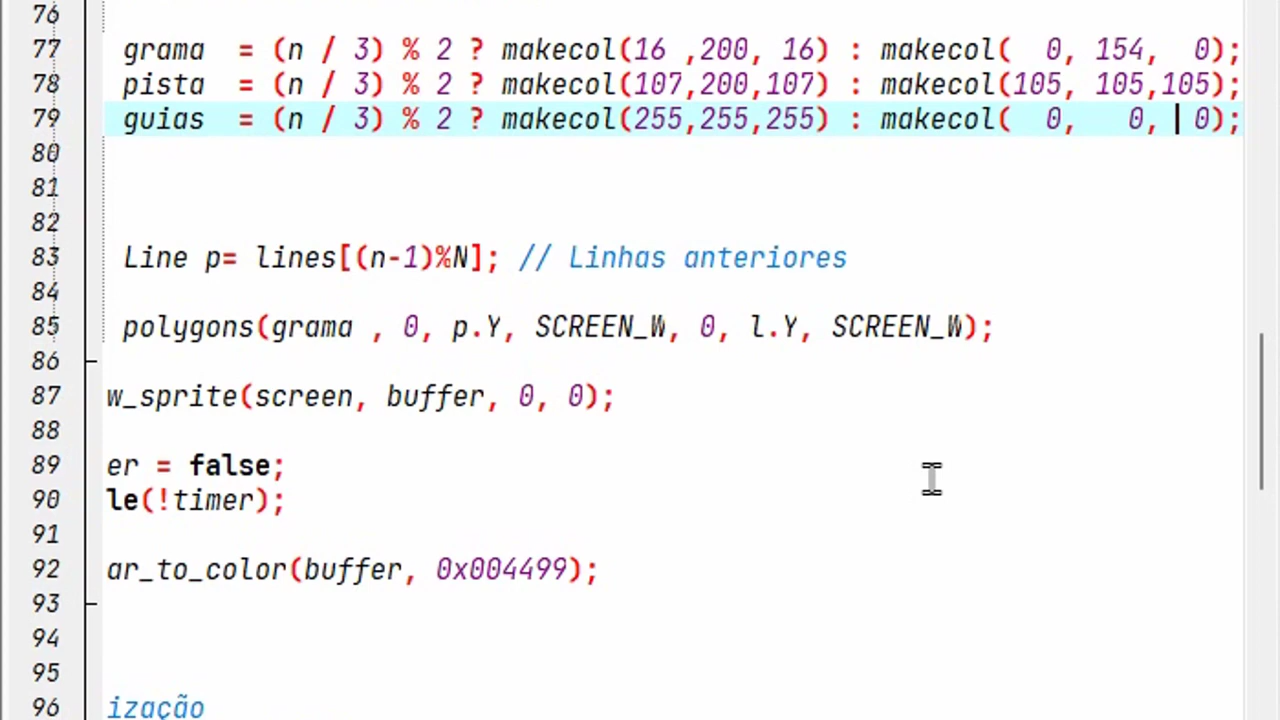 76
77 grama  = (n / 3) % 2 ? makecol(16 ,200, 16) : makecol(  0, 154,  0);
78 pista  = (n / 3) % 2 ? makecol(107,200,107) : makecol(105, 105,105);
79 guias  = (n / 3) % 2 ? makecol(255,255,255) : makecol(  0,   0,  0);
80
81
82
83 Line p= lines[(n-1)%N]; // Linhas anteriores
84
85 polygons(grama , 0, p.Y, SCREEN_W, 0, l.Y, SCREEN_W);
86
87 w_sprite(screen, buffer, 0, 0);
88
89 er = false;
90 le(!timer);
91
92 ar_to_color(buffer, 0x004499);
93
94
95
96 ização